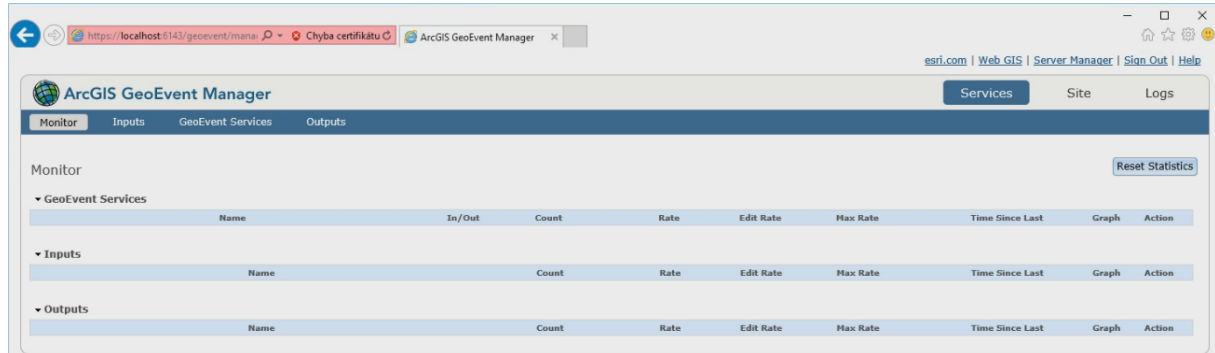 https://localhost:6143/geoevent/mana Chyba certifikátu ArcGIS GeoEvent Manager
esri.com | Web GIS | Server Manager | Sign Out | Help
ArcGIS GeoEvent Manager Services Site Logs
Monitor Inputs GeoEvent Services Outputs
Monitor Reset Statistics
GeoEvent Services
Name In/Out Count Rate Edit Rate Max Rate Time Since Last Graph Action
Inputs
Name Count Rate Edit Rate Max Rate Time Since Last Graph Action
Outputs
Name Count Rate Edit Rate Max Rate Time Since Last Graph Action